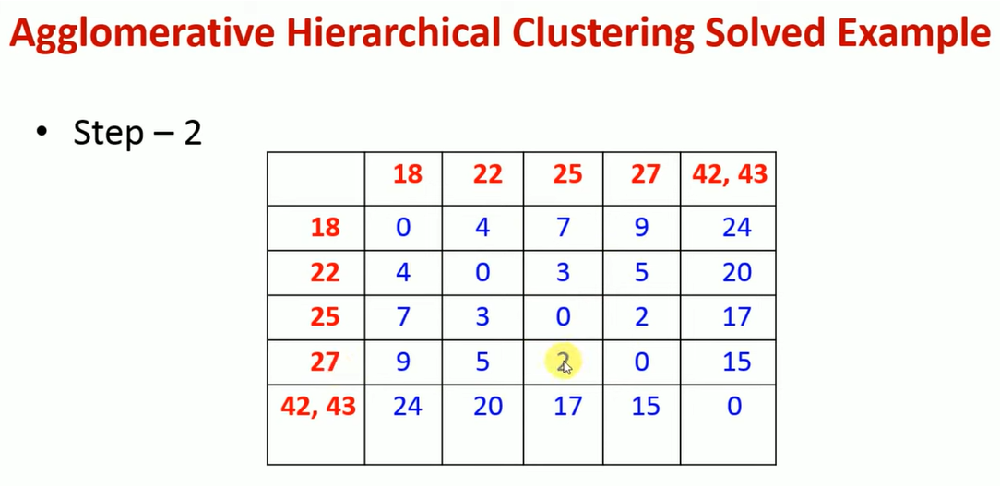 Agglomerative Hierarchical Clustering Solved Example
• Step – 2
18 22 25 27 42, 43
18 0 4 7 9 24
22 4 0 3 5 20
25 7 3 0 2 17
27 9 5 2 0 15
42, 43 24 20 17 15 0